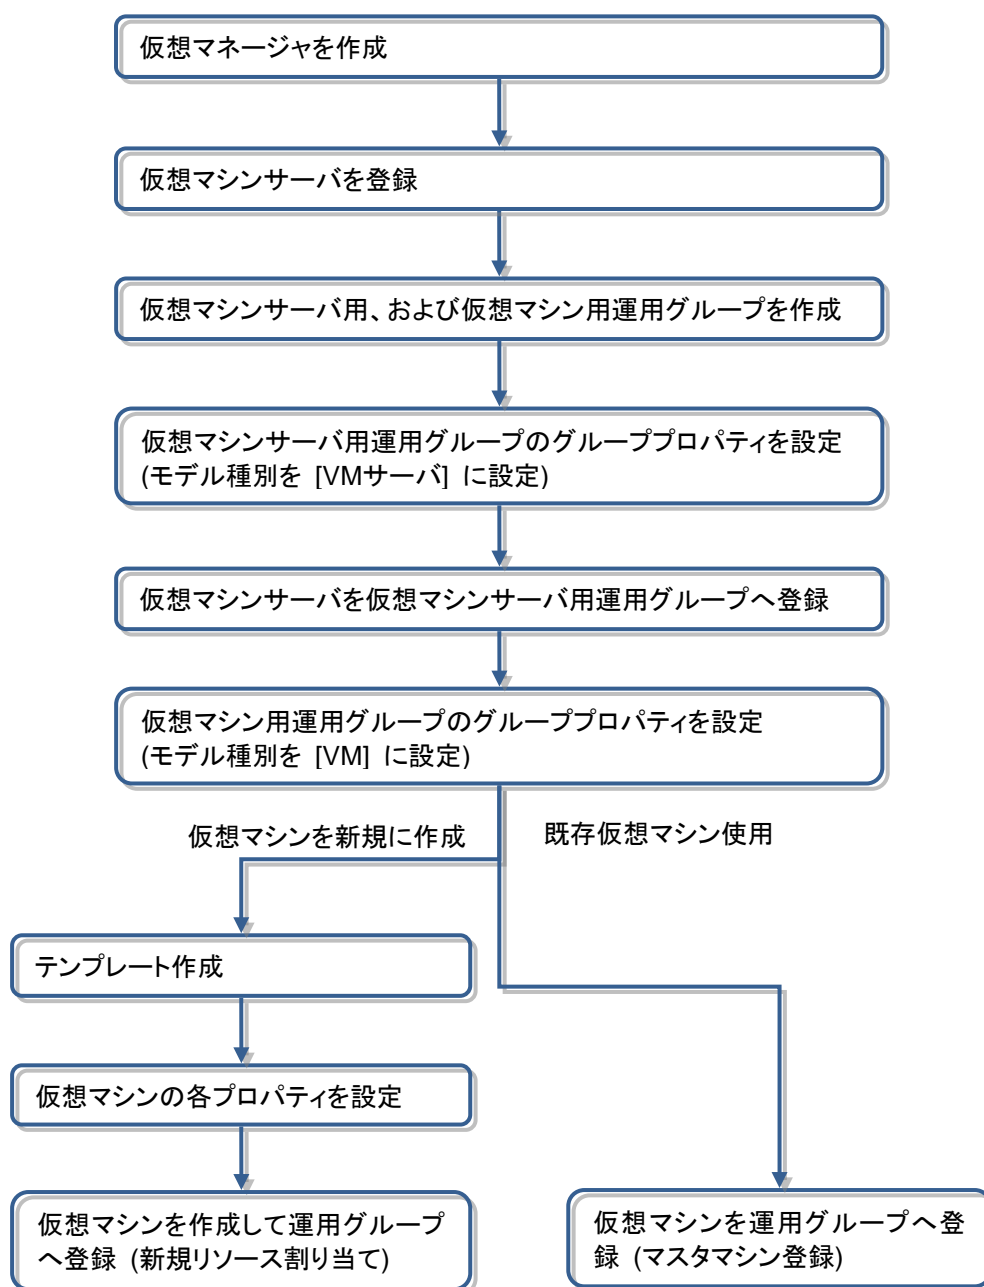 仮想マネージャを作成
仮想マシンサーバを登録
仮想マシンサーバ用、および仮想マシン用運用グループを作成
仮想マシンサーバ用運用グループのグループプロパティを設定
(モデル種別を [VMサーバ] に設定)
仮想マシンサーバを仮想マシンサーバ用運用グループへ登録
仮想マシン用運用グループのグループプロパティを設定
(モデル種別を [VM] に設定)
仮想マシンを新規に作成
既存仮想マシン使用
テンプレート作成
仮想マシンの各プロパティを設定
仮想マシンを作成して運用グループ
へ登録 (新規リソース割り当て)
仮想マシンを運用グループへ登
録 (マスタマシン登録)